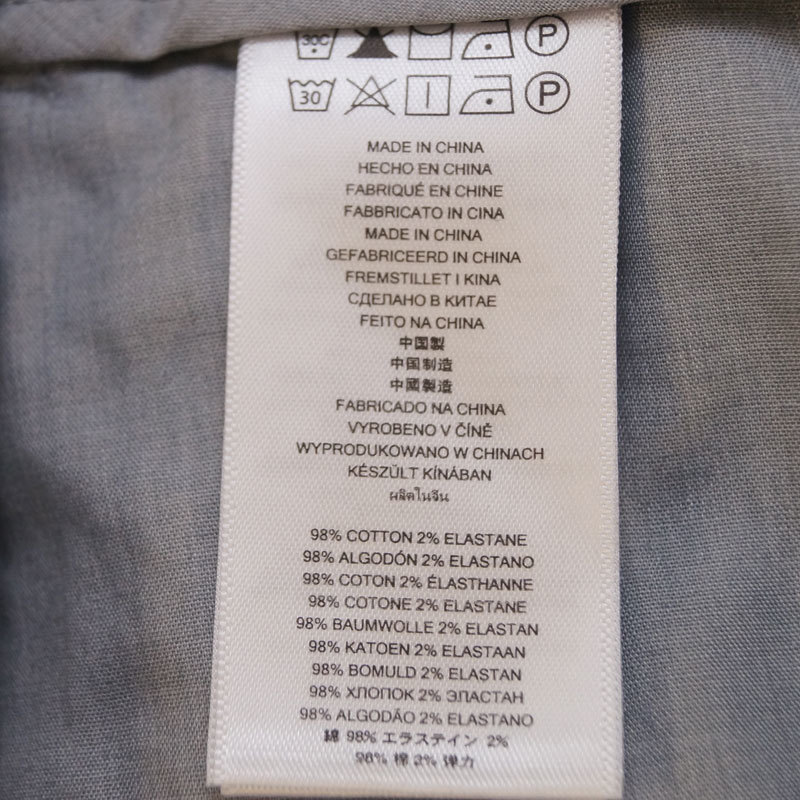 30C P
30 P
MADE IN CHINA
HECHO EN CHINA
FABRIQUÉ EN CHINE
FABBRICATO IN CINA
MADE IN CHINA
GEFABRICEERD IN CHINA
FREMSTILLET I KINA
СДЕЛАНО В КИТАЕ
FEITO NA CHINA
中国製
中国制造
中國製造
FABRICADO NA CHINA
VYROBENO V ČÍNĚ
WYPRODUKOWANO W CHINACH
KÉSZÜLT KÍNÁBAN
ผลิตในจีน
98% COTTON 2% ELASTANE
98% ALGODÓN 2% ELASTANO
98% COTON 2% ÉLASTHANNE
98% COTONE 2% ELASTANE
98% BAUMWOLLE 2% ELASTAN
98% KATOEN 2% ELASTAAN
98% BOMULD 2% ELASTAN
98% ХЛОПОК 2% ЭЛАСТАН
98% ALGODÃO 2% ELASTANO
綿 98% エラステイン 2%
98% 棉 2% 弹力